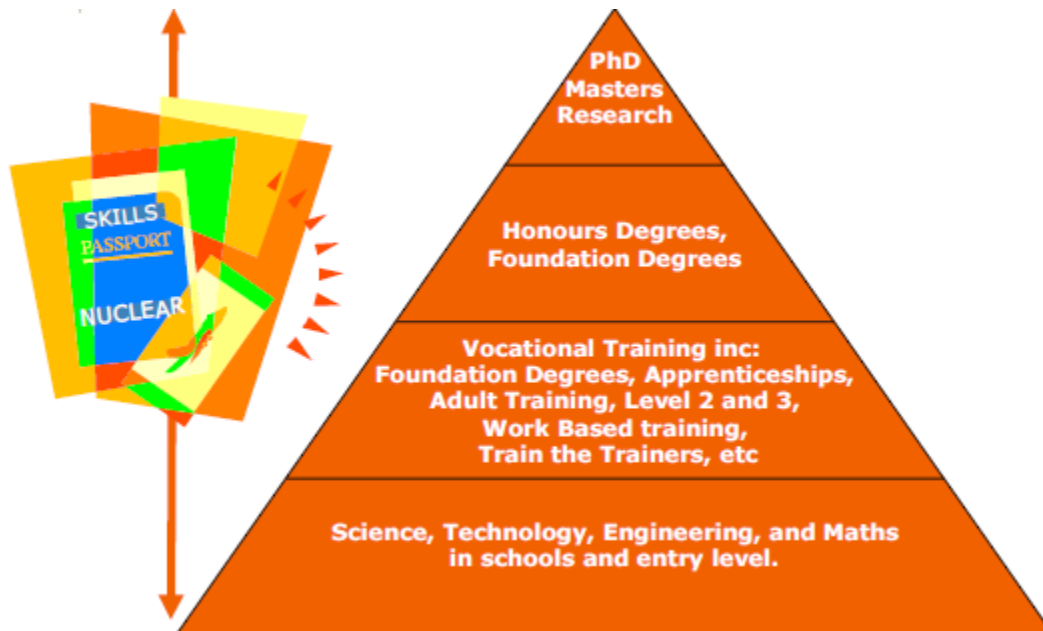 SKILLS
PASSPORT
NUCLEAR
PhD
Masters
Research
Honours Degrees,
Foundation Degrees
Vocational Training inc:
Foundation Degrees, Apprenticeships,
Adult Training, Level 2 and 3,
Work Based training,
Train the Trainers, etc
Science, Technology, Engineering, and Maths
in schools and entry level.